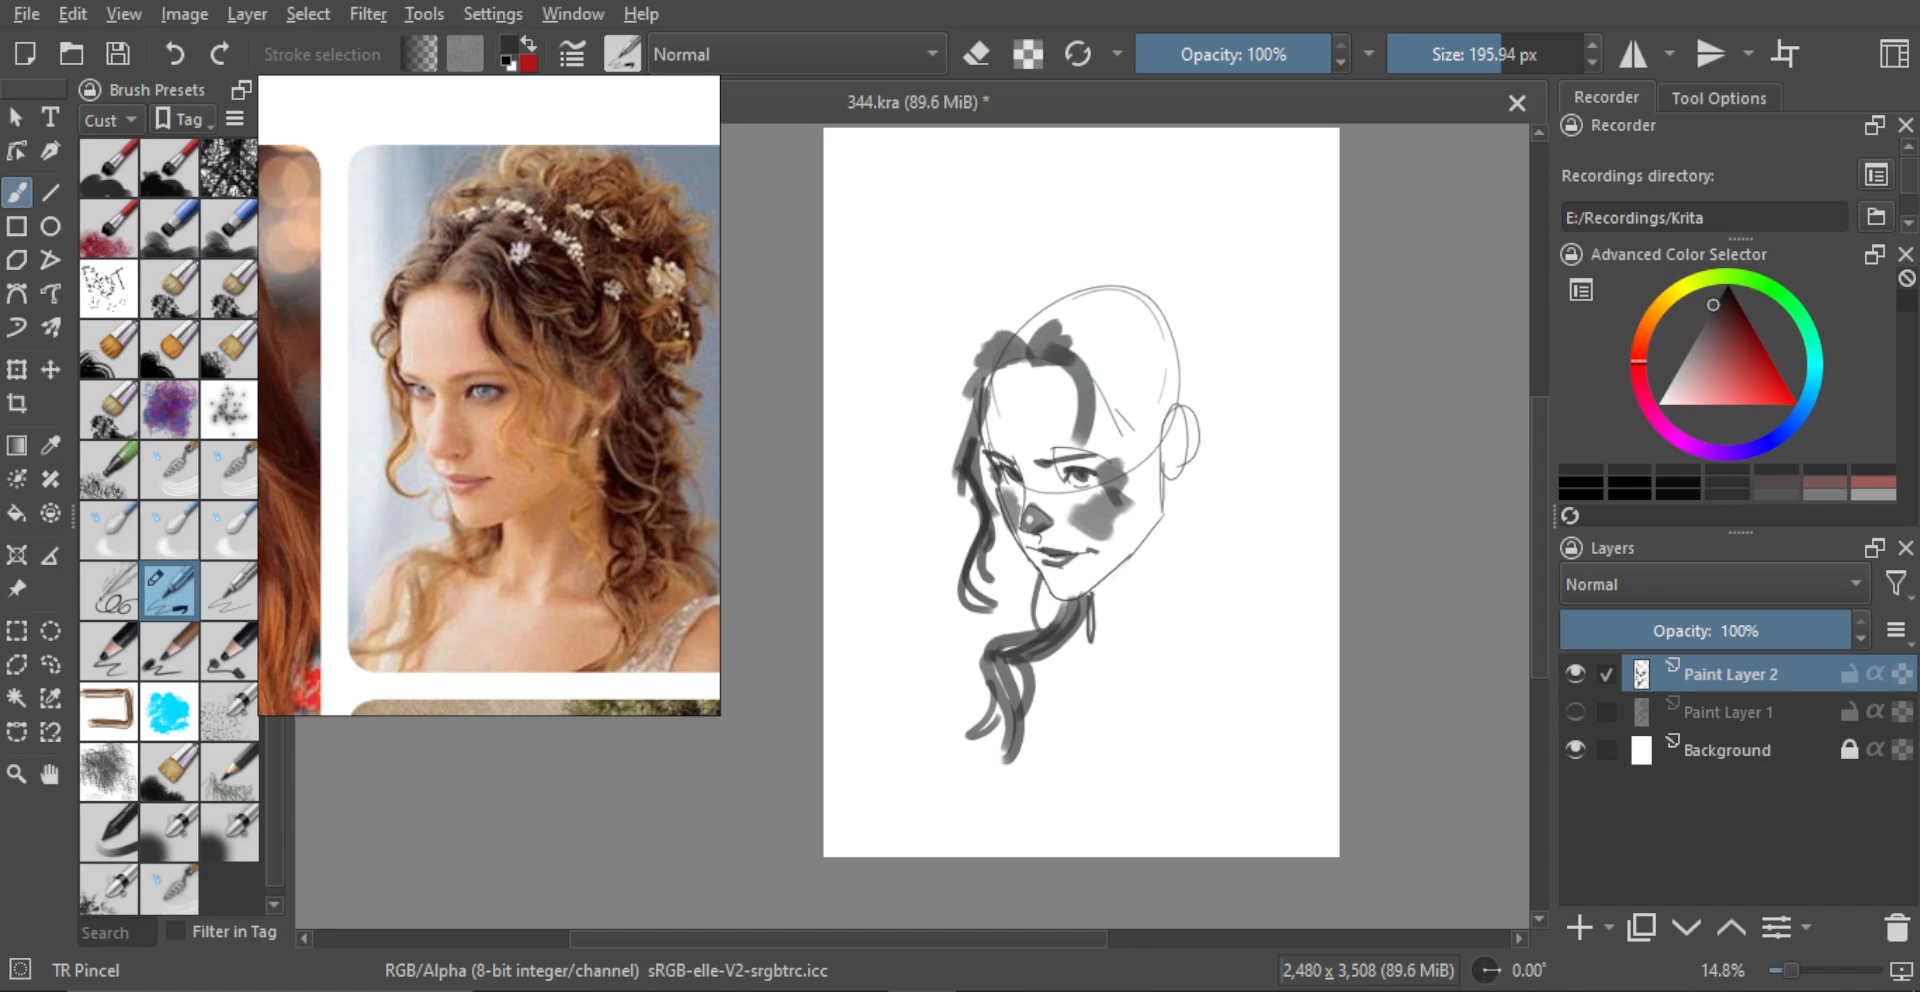 File Edit View Image Layer Select Filter Tools Settings Window Help
Stroke selection Normal Opacity: 100% Size: 195.94 px
Brush Presets
Cust Tag
344.kra (89.6 MiB) *
Recorder Tool Options
Recorder
Recordings directory:
E:/Recordings/Krita
Advanced Color Selector
Layers
Normal
Opacity: 100%
Paint Layer 2
Paint Layer 1
Background
Search Filter in Tag
TR Pincel RGB/Alpha (8-bit integer/channel) sRGB-elle-V2-srgbtrc.icc 2,480 x 3,508 (89.6 MiB) 0.00° 14.8%